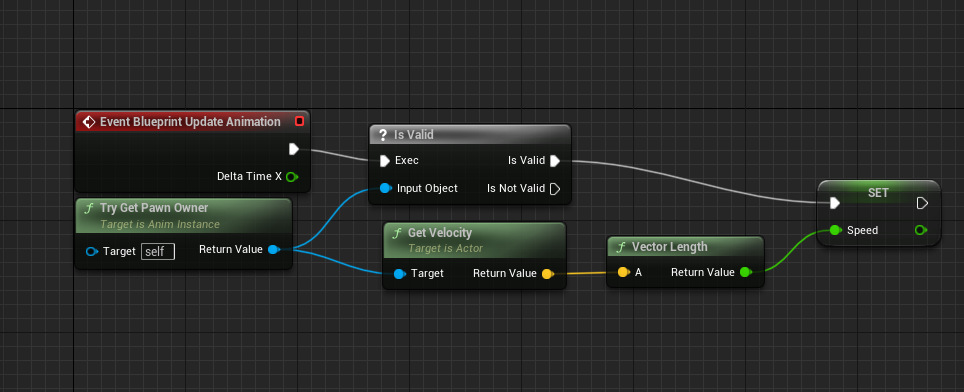 Event Blueprint Update Animation
Delta Time X
? Is Valid
Exec
Is Valid
Input Object
Is Not Valid
f Try Get Pawn Owner
Target is Anim Instance
Target self
Return Value
f Get Velocity
Target is Actor
Target
Return Value
f Vector Length
A
Return Value
SET
Speed